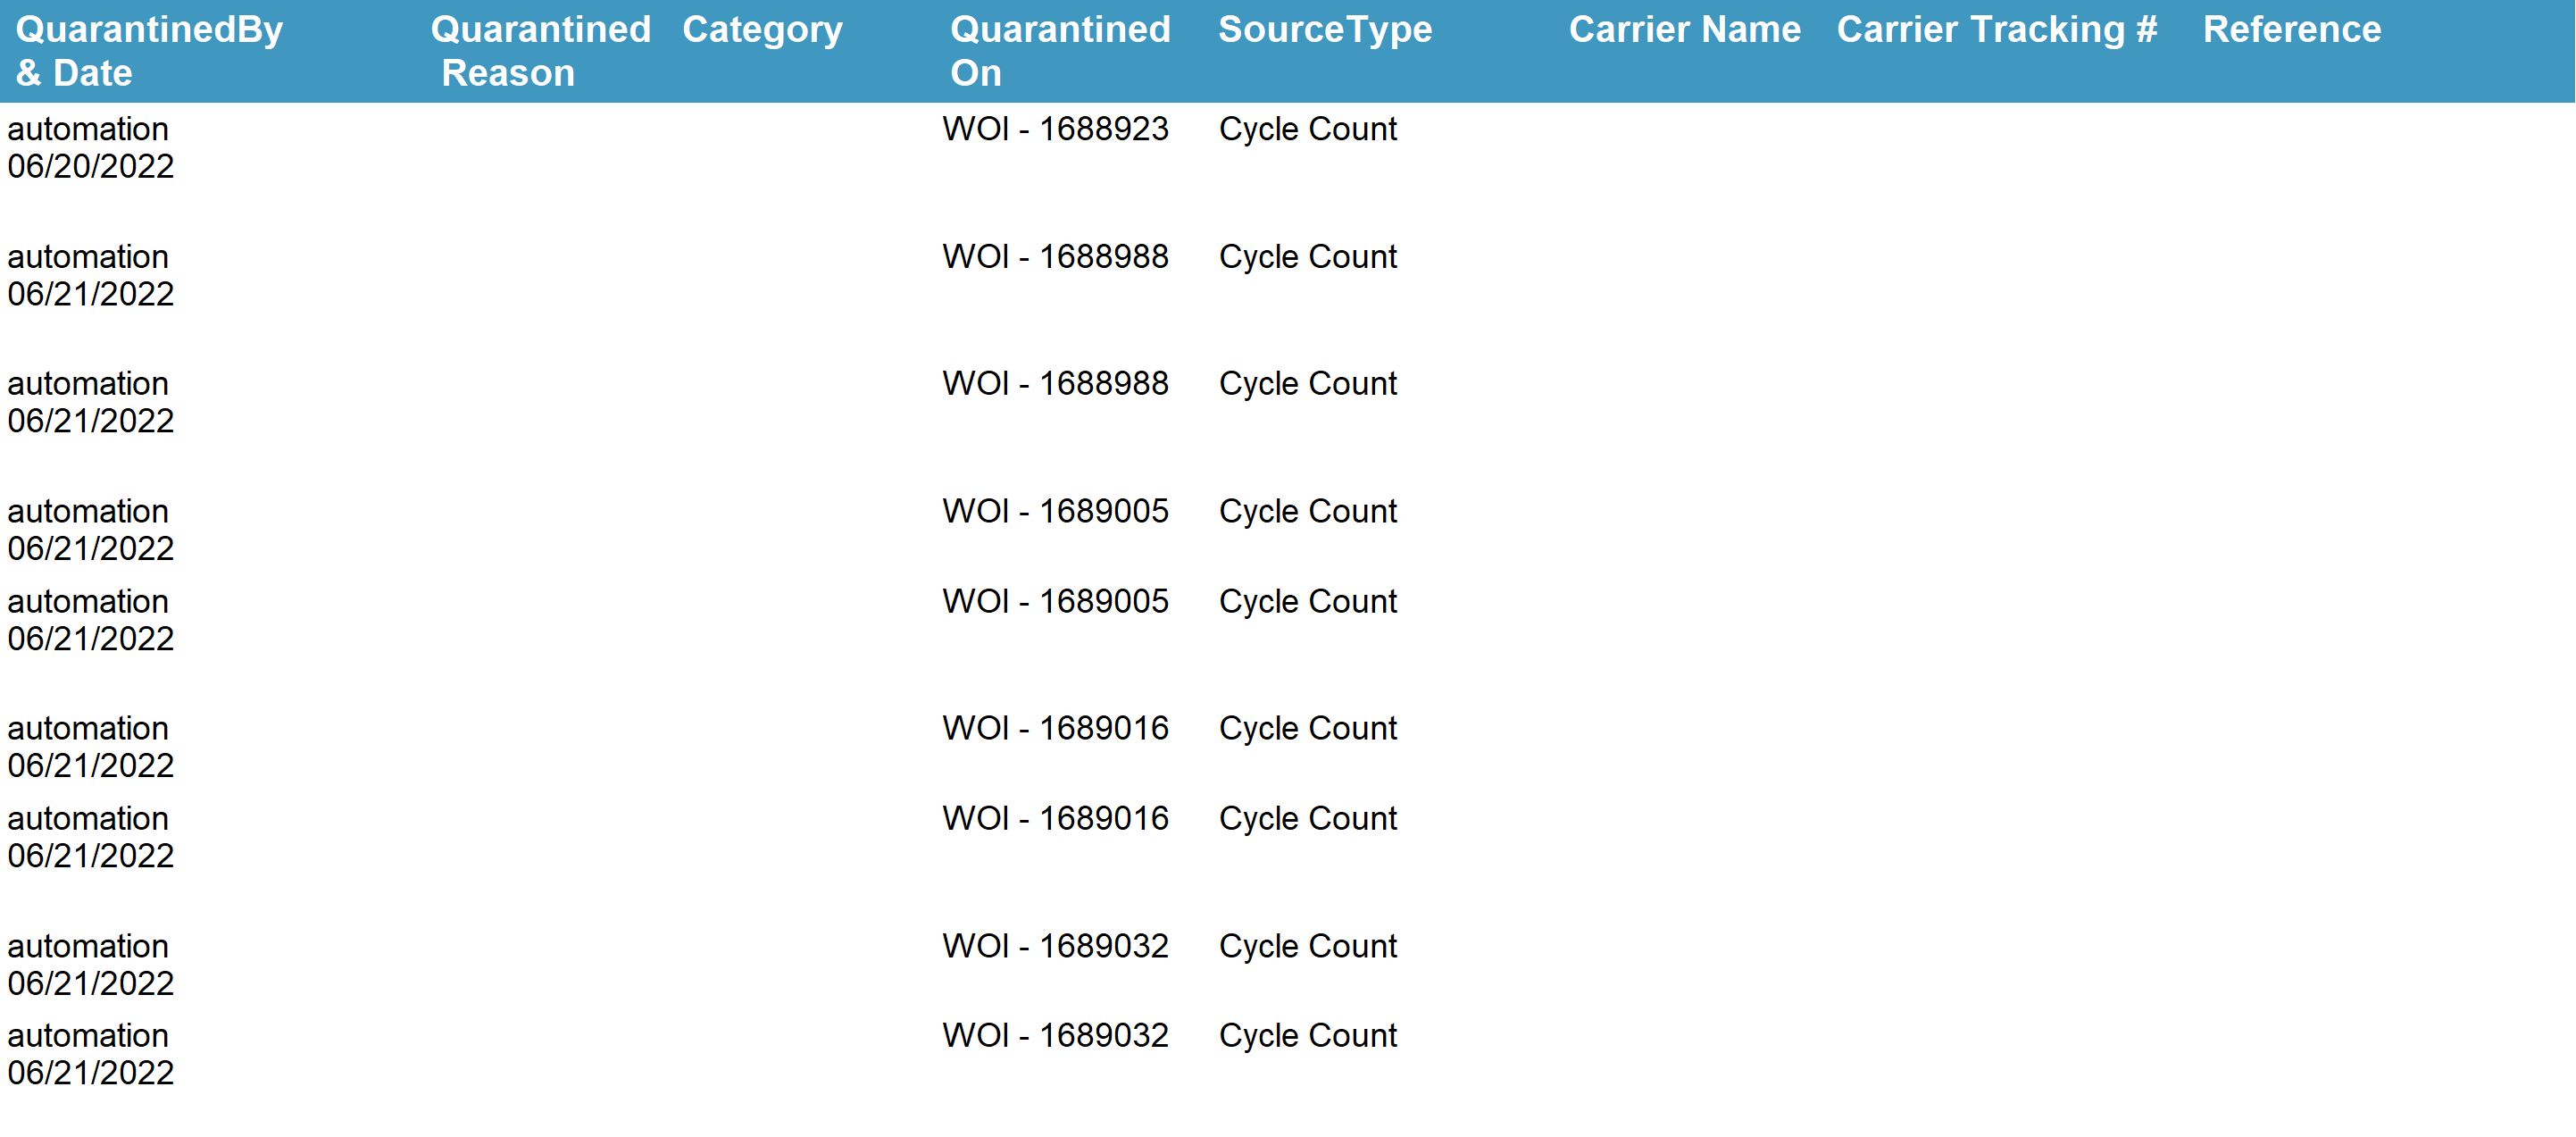 QuarantinedBy & Date Quarantined Reason Category Quarantined On SourceType Carrier Name Carrier Tracking # Reference
automation WOI - 1688923 Cycle Count
06/20/2022
automation WOI - 1688988 Cycle Count
06/21/2022
automation WOI - 1688988 Cycle Count
06/21/2022
automation WOI - 1689005 Cycle Count
06/21/2022
automation WOI - 1689005 Cycle Count
06/21/2022
automation WOI - 1689016 Cycle Count
06/21/2022
automation WOI - 1689016 Cycle Count
06/21/2022
automation WOI - 1689032 Cycle Count
06/21/2022
automation WOI - 1689032 Cycle Count
06/21/2022